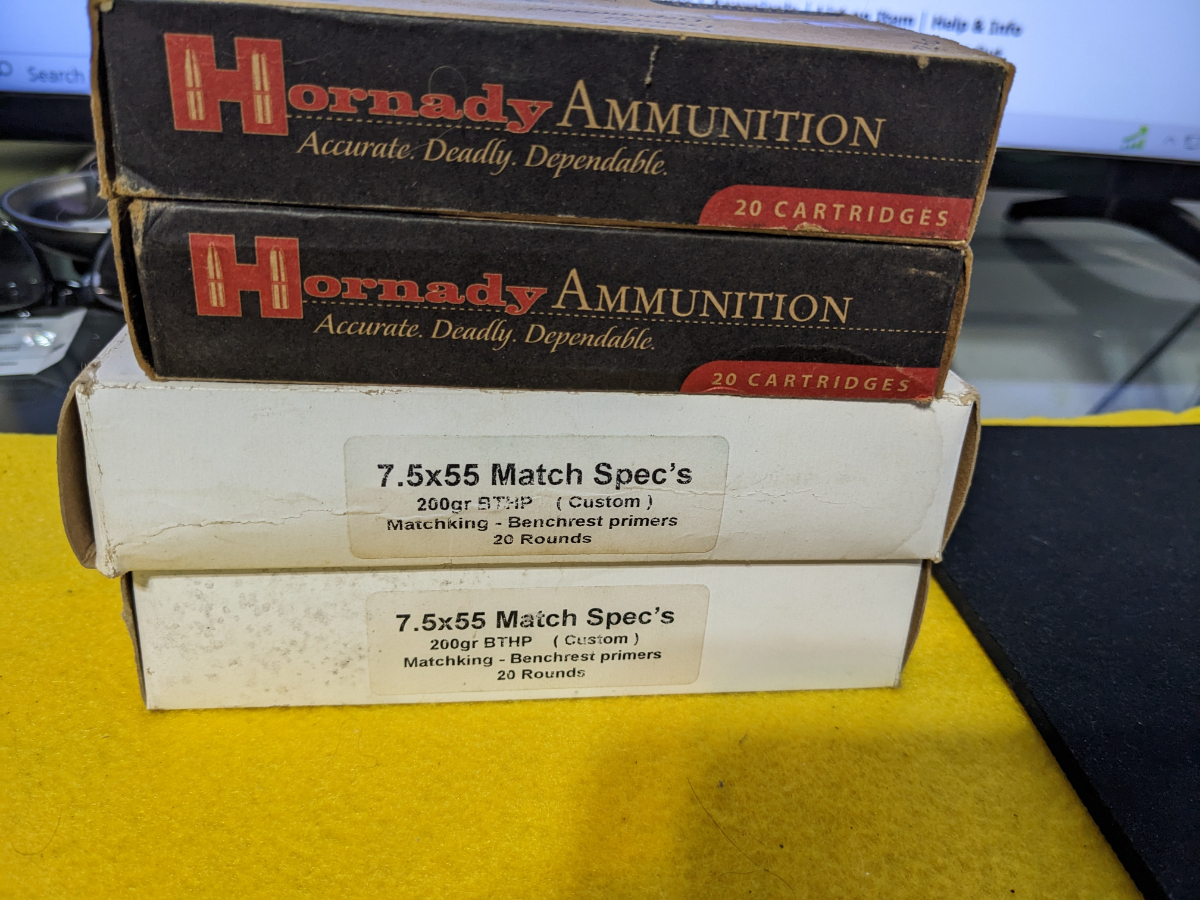 Help & Info
Search
Hornady AMMUNITION
Accurate. Deadly. Dependable.
20 CARTRIDGES
Hornady AMMUNITION
Accurate. Deadly. Dependable.
20 CARTRIDGES
7.5x55 Match Spec's
200gr BTHP ( Custom )
Matchking - Benchrest primers
20 Rounds
7.5x55 Match Spec's
200gr BTHP ( Custom )
Matchking - Benchrest primers
20 Rounds